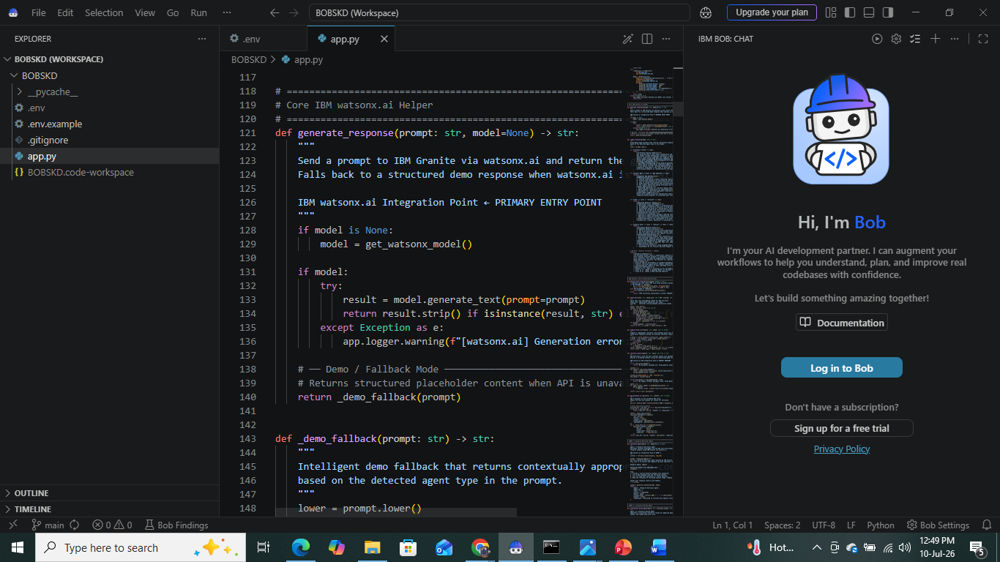 File Edit Selection View Go Run ··· BOBSKD (Workspace) Upgrade your plan
EXPLORER ···
BOBSKD (WORKSPACE)
BOBSKD
__pycache__
.env
.env.example
.gitignore
app.py
BOBSKD.code-workspace
OUTLINE
TIMELINE
.env app.py
BOBSKD > app.py
117
118 # ============================================================
119 # Core IBM watsonx.ai Helper
120 # ============================================================
121 def generate_response(prompt: str, model=None) -> str:
122 """
123 Send a prompt to IBM Granite via watsonx.ai and return the
124 Falls back to a structured demo response when watsonx.ai i
125
126 IBM watsonx.ai Integration Point ← PRIMARY ENTRY POINT
127 """
128 if model is None:
129 model = get_watsonx_model()
130
131 if model:
132 try:
133 result = model.generate_text(prompt=prompt)
134 return result.strip() if isinstance(result, str) e
135 except Exception as e:
136 app.logger.warning(f"[watsonx.ai] Generation error
137
138 # ── Demo / Fallback Mode ──────────────────────────────
139 # Returns structured placeholder content when API is unava
140 return _demo_fallback(prompt)
141
142
143 def _demo_fallback(prompt: str) -> str:
144 """
145 Intelligent demo fallback that returns contextually approp
146 based on the detected agent type in the prompt.
147 """
148 lower = prompt.lower()
IBM BOB: CHAT
</>
Hi, I'm Bob
I'm your AI development partner. I can augment your
workflows to help you understand, plan, and improve real
codebases with confidence.
Let's build something amazing together!
Documentation
Log in to Bob
Don't have a subscription?
Sign up for a free trial
Privacy Policy
main 0 0 Bob Findings Ln 1, Col 1 Spaces: 2 UTF-8 LF Python Bob Settings
Type here to search Hot... 12:49 PM
10-Jul-26 5